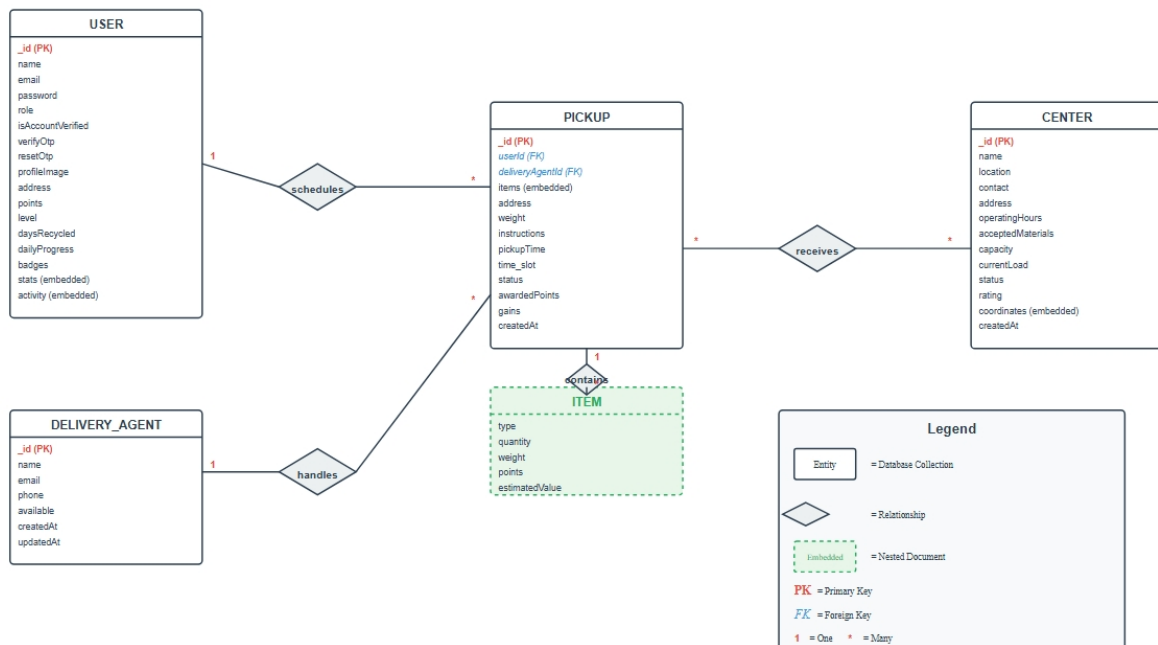 USER
_id (PK)
name
email
password
role
isAccountVerified
verifyOtp
resetOtp
profileImage
address
points
level
daysRecycled
dailyProgress
badges
stats (embedded)
activity (embedded)
1
schedules
*
PICKUP
_id (PK)
userId (FK)
deliveryAgentId (FK)
items (embedded)
address
weight
instructions
pickupTime
time_slot
status
awardedPoints
gains
createdAt
*
receives
*
CENTER
_id (PK)
name
location
contact
address
operatingHours
acceptedMaterials
capacity
currentLoad
status
rating
coordinates (embedded)
createdAt
DELIVERY_AGENT
_id (PK)
name
email
phone
available
createdAt
updatedAt
1
handles
*
1
contains
ITEM
type
quantity
weight
points
estimatedValue
Legend
Entity = Database Collection
= Relationship
Embedded = Nested Document
PK = Primary Key
FK = Foreign Key
1 = One * = Many